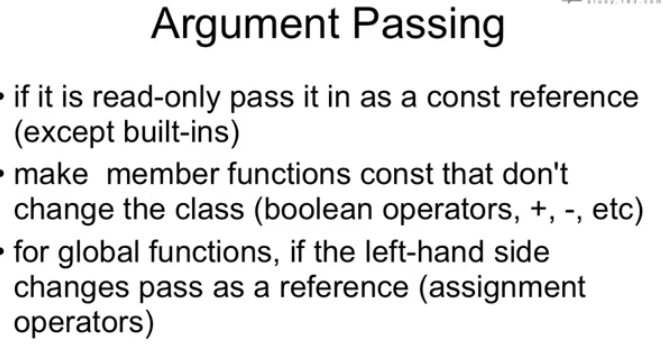 Argument Passing
• if it is read-only pass it in as a const reference
(except built-ins)
• make  member functions const that don't
change the class (boolean operators, +, -, etc)
• for global functions, if the left-hand side
changes pass as a reference (assignment
operators)